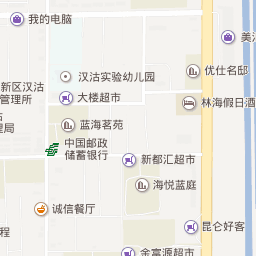 我的电脑
美浓
汉沽实验幼儿园
优仕名邸
新区汉沽
管理所
大楼超市
林海假日酒
蓝海茗苑
管理局
中国邮政
储蓄银行
新都汇超市
海悦蓝庭
诚信餐厅
昆仑好客
程
金富源超市